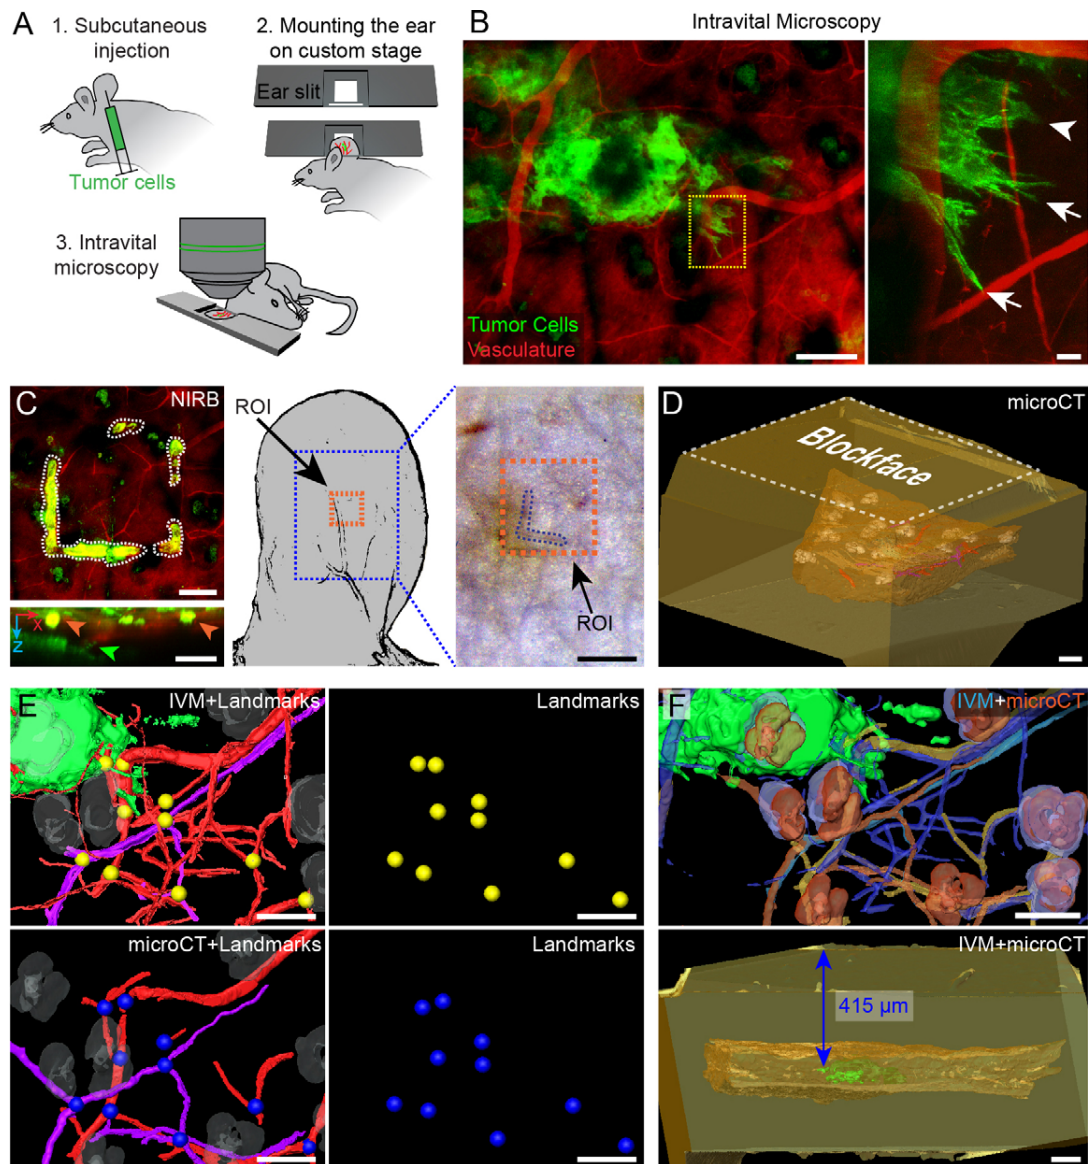 A
1. Subcutaneous
injection
Tumor cells
2. Mounting the ear
on custom stage
Ear slit
3. Intravital
microscopy
B
Intravital Microscopy
Tumor Cells
Vasculature
C
NIRB
x
z
ROI
ROI
D
microCT
Blockface
E
IVM+Landmarks
Landmarks
microCT+Landmarks
Landmarks
F
IVM+microCT
IVM+microCT
415 µm